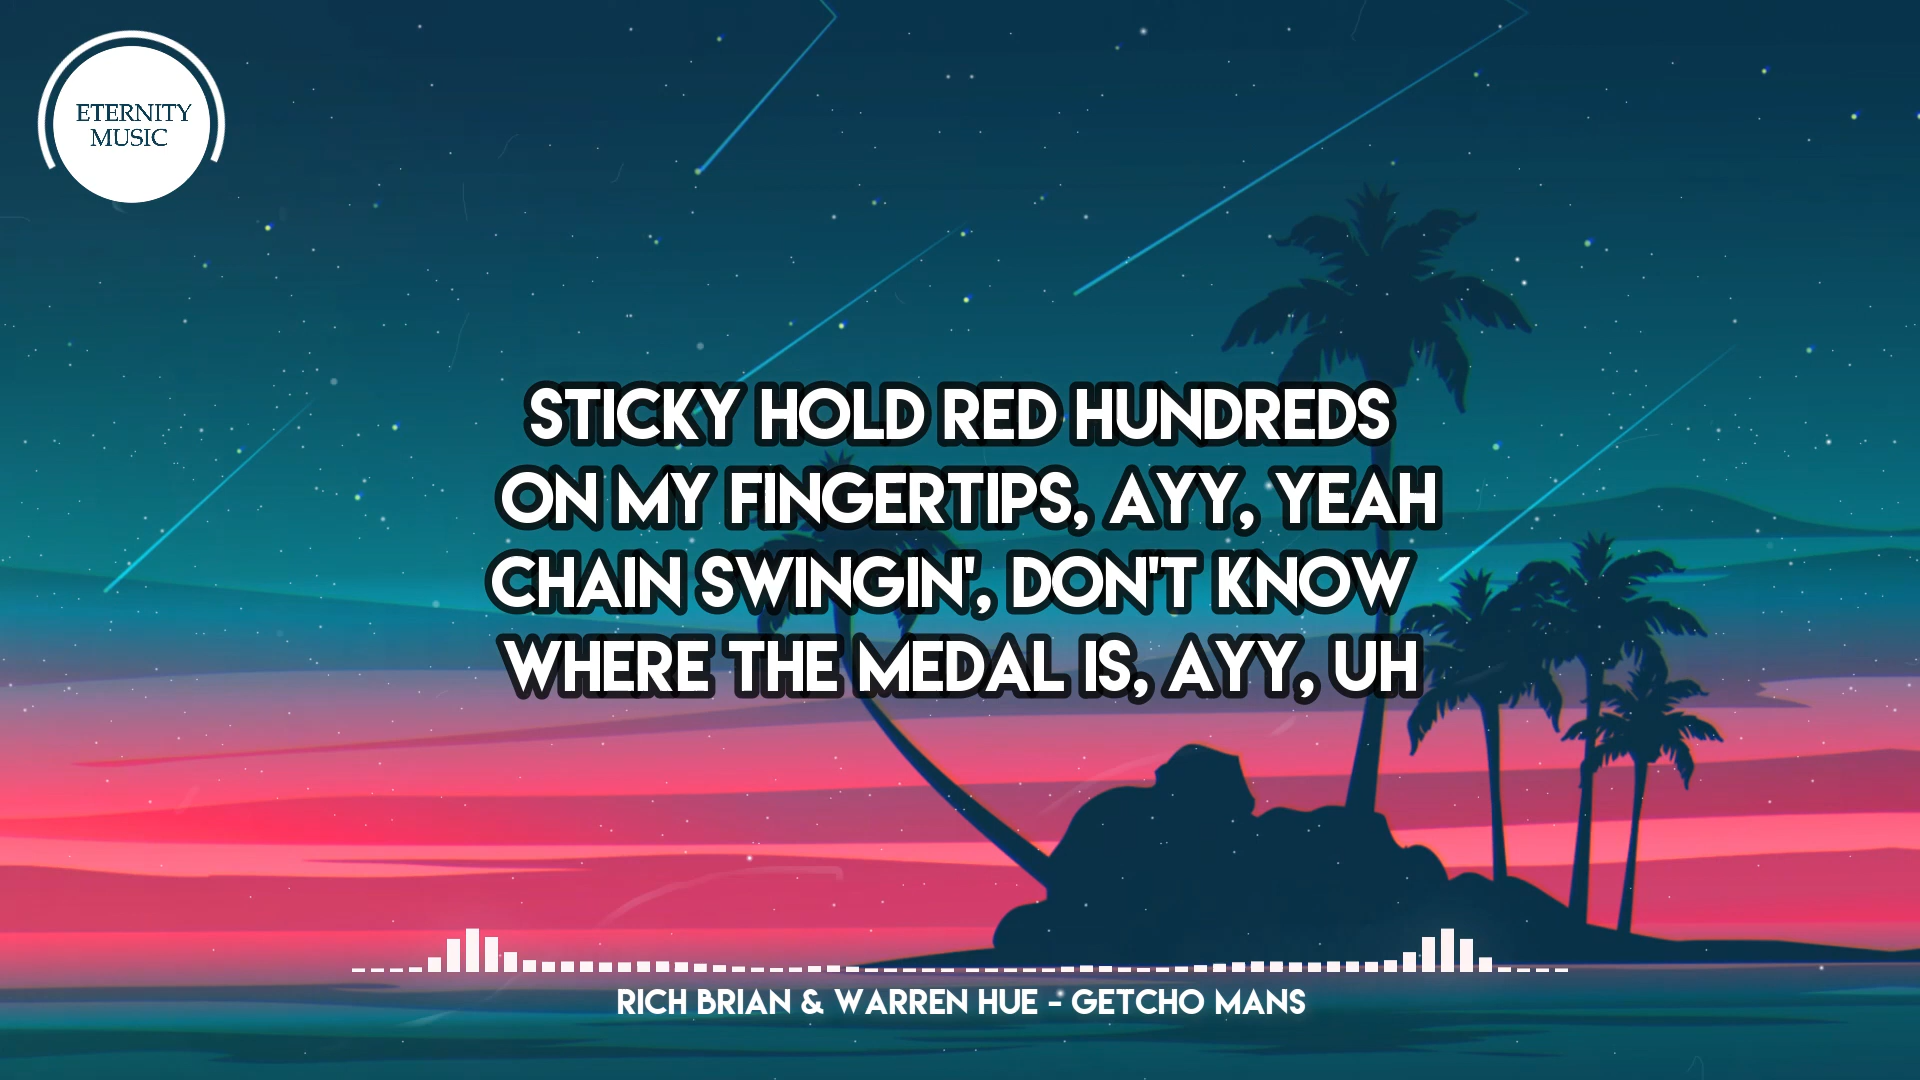 ETERNITY
MUSIC
STICKY HOLD RED HUNDREDS
ON MY FINGERTIPS, AYY, YEAH
CHAIN SWINGIN', DON'T KNOW
WHERE THE MEDAL IS, AYY, UH
RICH BRIAN & WARREN HUE - GETCHO MANS